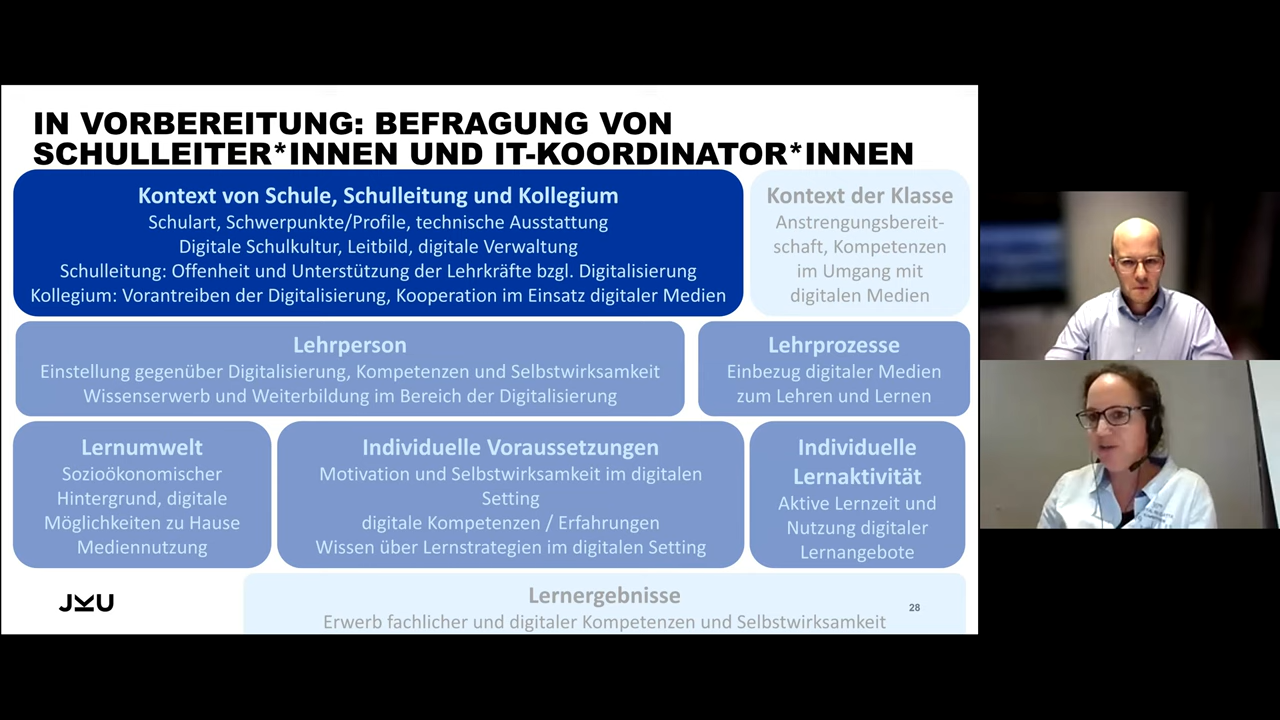 IN VORBEREITUNG: BEFRAGUNG VON
SCHULLEITER*INNEN UND IT-KOORDINATOR*INNEN
Kontext von Schule, Schulleitung und Kollegium
Schulart, Schwerpunkte/Profile, technische Ausstattung
Digitale Schulkultur, Leitbild, digitale Verwaltung
Schulleitung: Offenheit und Unterstützung der Lehrkräfte bzgl. Digitalisierung
Kollegium: Vorantreiben der Digitalisierung, Kooperation im Einsatz digitaler Medien
Kontext der Klasse
Anstrengungsbereit-
schaft, Kompetenzen
im Umgang mit
digitalen Medien
Lehrperson
Einstellung gegenüber Digitalisierung, Kompetenzen und Selbstwirksamkeit
Wissenserwerb und Weiterbildung im Bereich der Digitalisierung
Lehrprozesse
Einbezug digitaler Medien
zum Lehren und Lernen
Lernumwelt
Sozioökonomischer
Hintergrund, digitale
Möglichkeiten zu Hause
Mediennutzung
Individuelle Voraussetzungen
Motivation und Selbstwirksamkeit im digitalen
Setting
digitale Kompetenzen / Erfahrungen
Wissen über Lernstrategien im digitalen Setting
Individuelle
Lernaktivität
Aktive Lernzeit und
Nutzung digitaler
Lernangebote
Lernergebnisse
Erwerb fachlicher und digitaler Kompetenzen und Selbstwirksamkeit
JKU
28